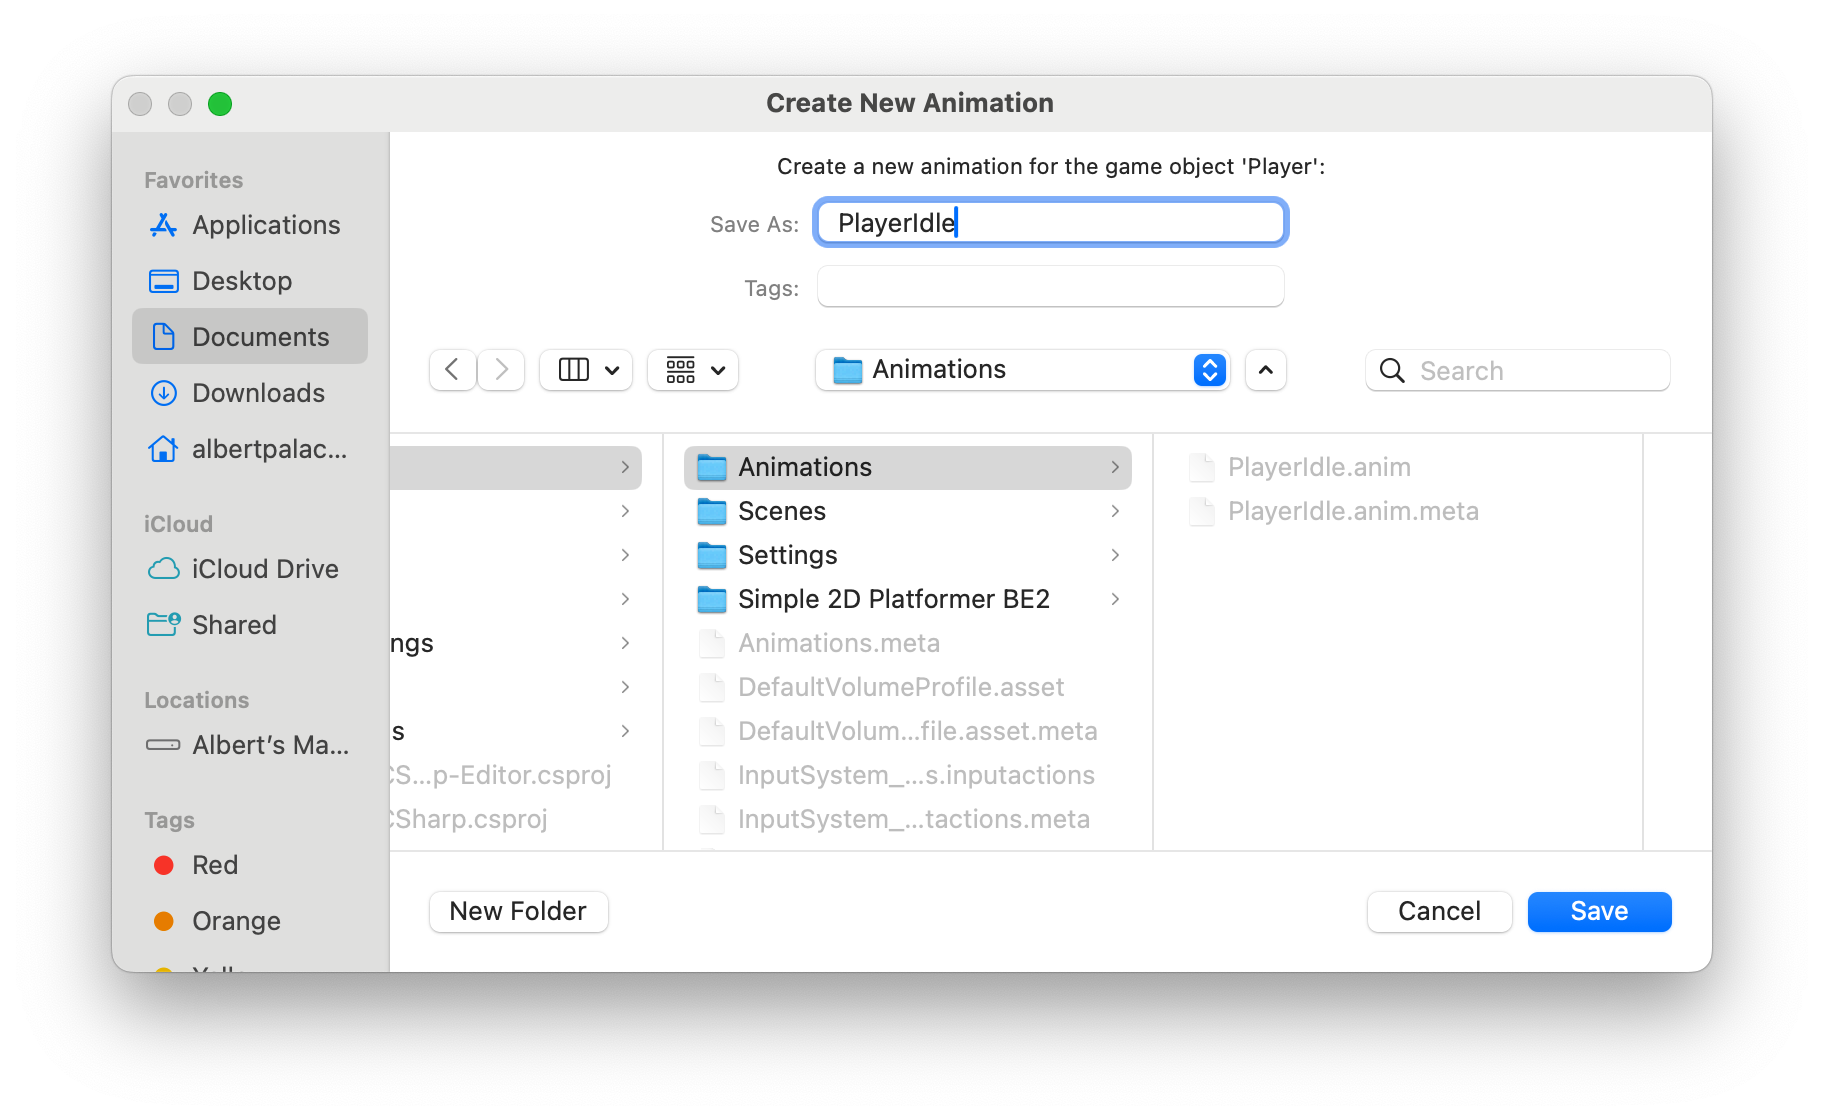 Create New Animation
Favorites
Applications
Desktop
Documents
Downloads
albertpalac...
iCloud
iCloud Drive
Shared
Locations
Albert’s Ma...
Tags
Red
Orange
Create a new animation for the game object 'Player':
Save As: PlayerIdle
Tags:
Animations
Search
ngs
s
CS...p-Editor.csproj
CSharp.csproj
Animations
Scenes
Settings
Simple 2D Platformer BE2
Animations.meta
DefaultVolumeProfile.asset
DefaultVolum...file.asset.meta
InputSystem_...s.inputactions
InputSystem_...tactions.meta
PlayerIdle.anim
PlayerIdle.anim.meta
New Folder
Cancel
Save